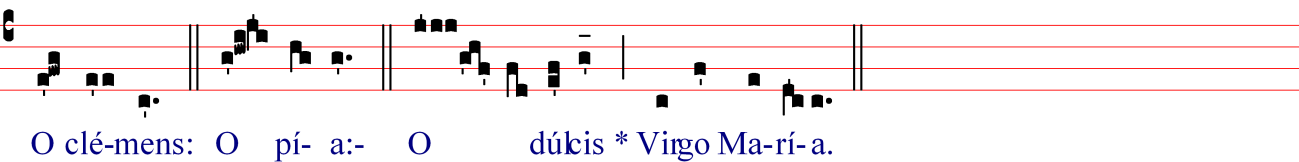 O clé-mens: O pí- a:- O dúlcis * Virgo Ma-rí-a.